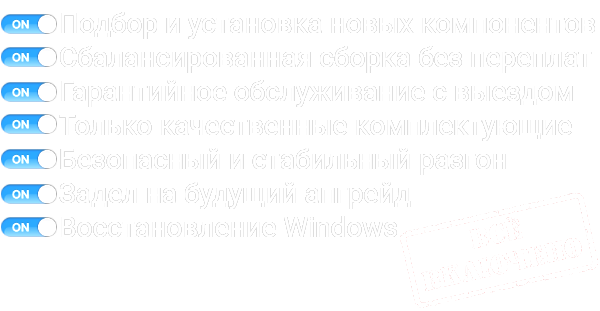 ON Подбор и установка новых компонентов
ON Сбалансированная сборка без переплат
ON Гарантийное обслуживание с выездом
ON Только качественные комплектующие
ON Безопасный и стабильный разгон
ON Задел на будущий апгрейд
ON Восстановление Windows